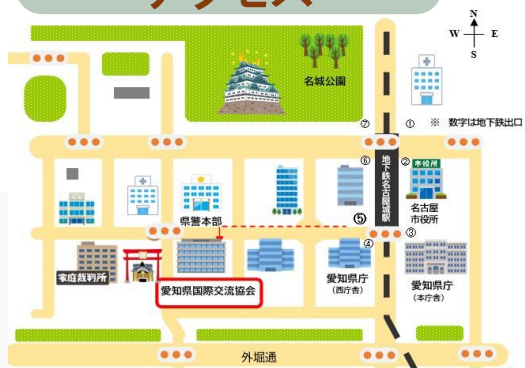 アクセス
N
W E
S
名城公園
⑦
①
※ 数字は地下鉄出口
⑥
②
市役所
地下鉄名古屋城駅
県警本部
⑤
名古屋
市役所
④
③
家庭裁判所
愛知県国際交流協会
愛知県庁
(西庁舎)
愛知県庁
(本庁舎)
外堀通